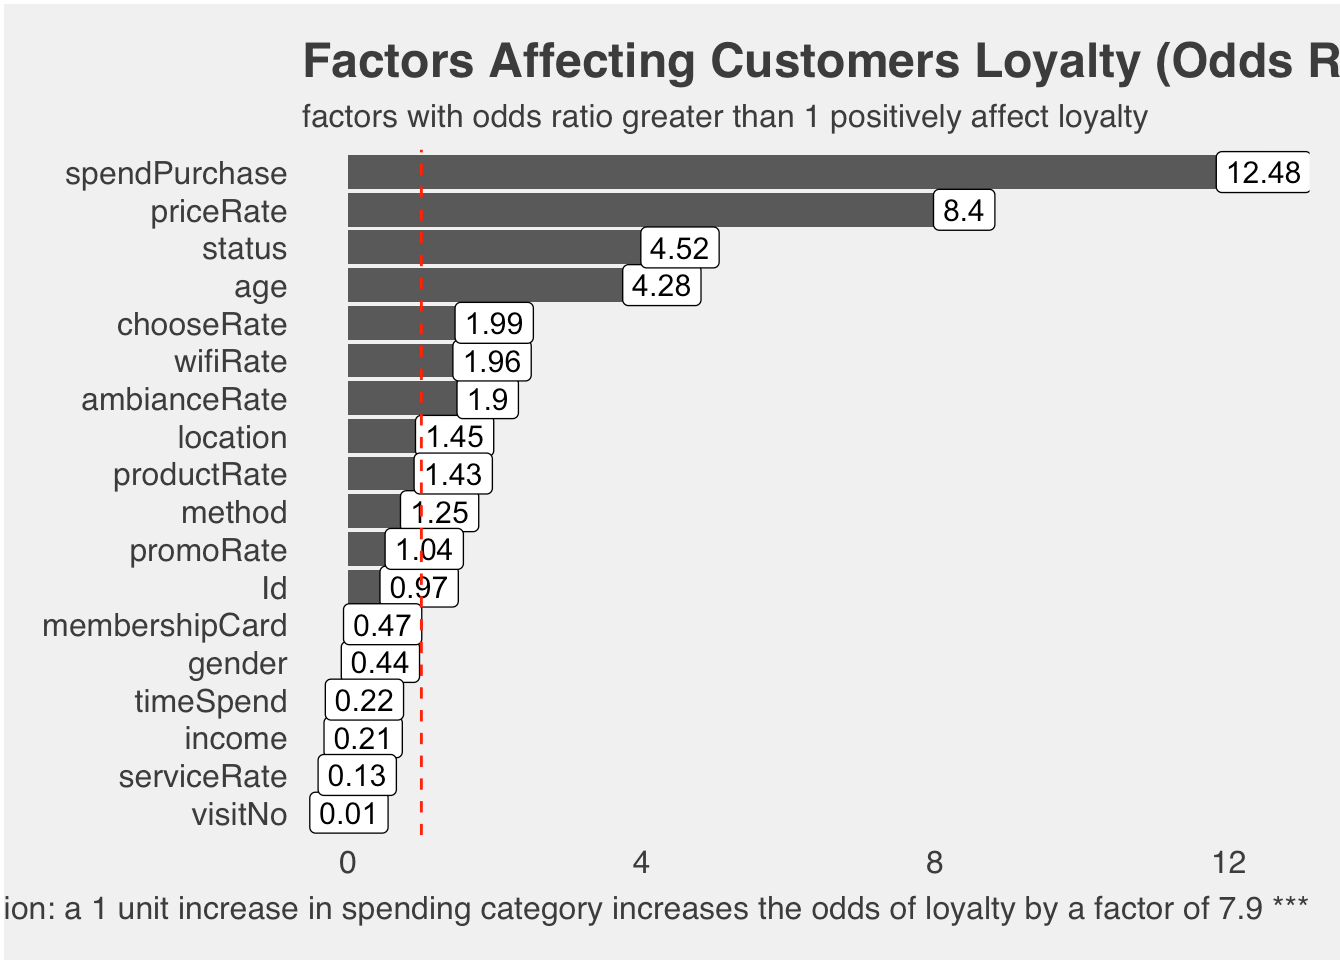 Factors Affecting Customers Loyalty (Odds R
factors with odds ratio greater than 1 positively affect loyalty
spendPurchase 12.48
priceRate 8.4
status 4.52
age 4.28
chooseRate 1.99
wifiRate 1.96
ambianceRate 1.9
location 1.45
productRate 1.43
method 1.25
promoRate 1.04
Id 0.97
membershipCard 0.47
gender 0.44
timeSpend 0.22
income 0.21
serviceRate 0.13
visitNo 0.01
0 4 8 12
ion: a 1 unit increase in spending category increases the odds of loyalty by a factor of 7.9 ***